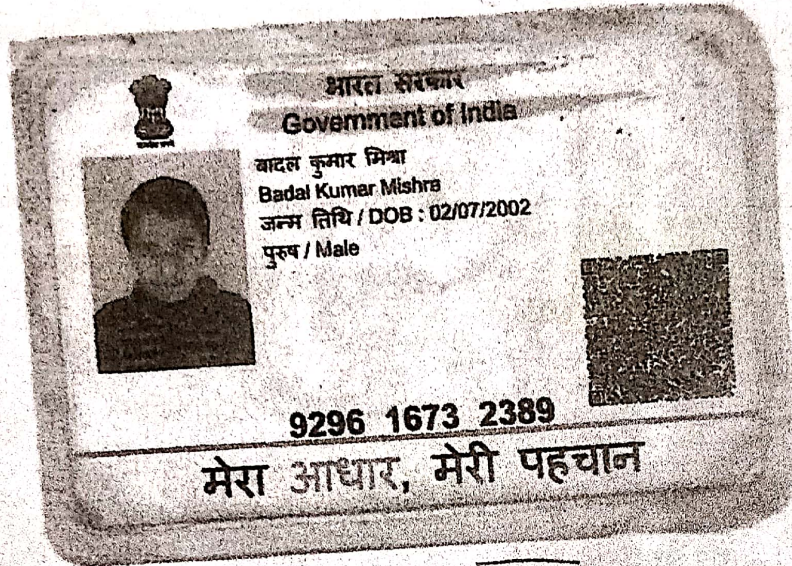 भारत सरकार
Government of India
बादल कुमार मिश्रा
Badal Kumar Mishra
जन्म तिथि / DOB : 02/07/2002
पुरुष / Male
9296 1673 2389
मेरा आधार, मेरी पहचान